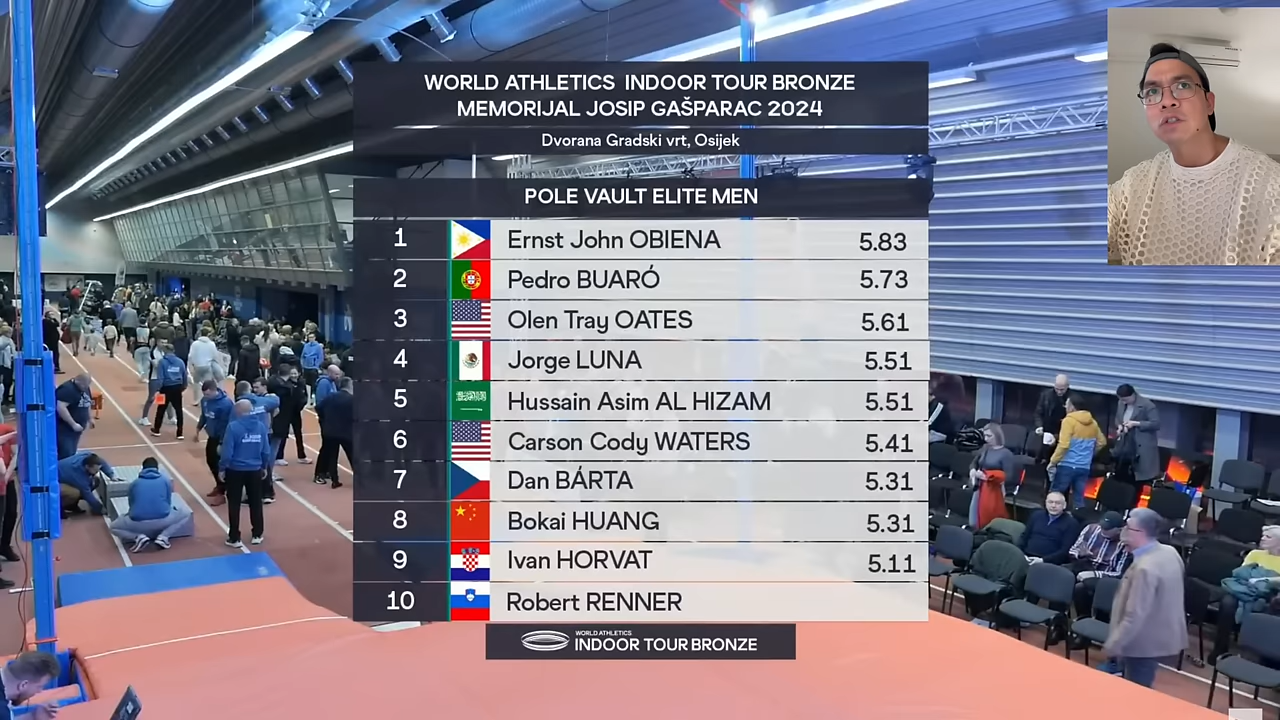 WORLD ATHLETICS INDOOR TOUR BRONZE
MEMORIJAL JOSIP GAŠPARAC 2024
Dvorana Gradski vrt, Osijek
POLE VAULT ELITE MEN
1 Ernst John OBIENA 5.83
2 Pedro BUARÓ 5.73
3 Olen Tray OATES 5.61
4 Jorge LUNA 5.51
5 Hussain Asim AL HIZAM 5.51
6 Carson Cody WATERS 5.41
7 Dan BÁRTA 5.31
8 Bokai HUANG 5.31
9 Ivan HORVAT 5.11
10 Robert RENNER
WORLD ATHLETICS
INDOOR TOUR BRONZE